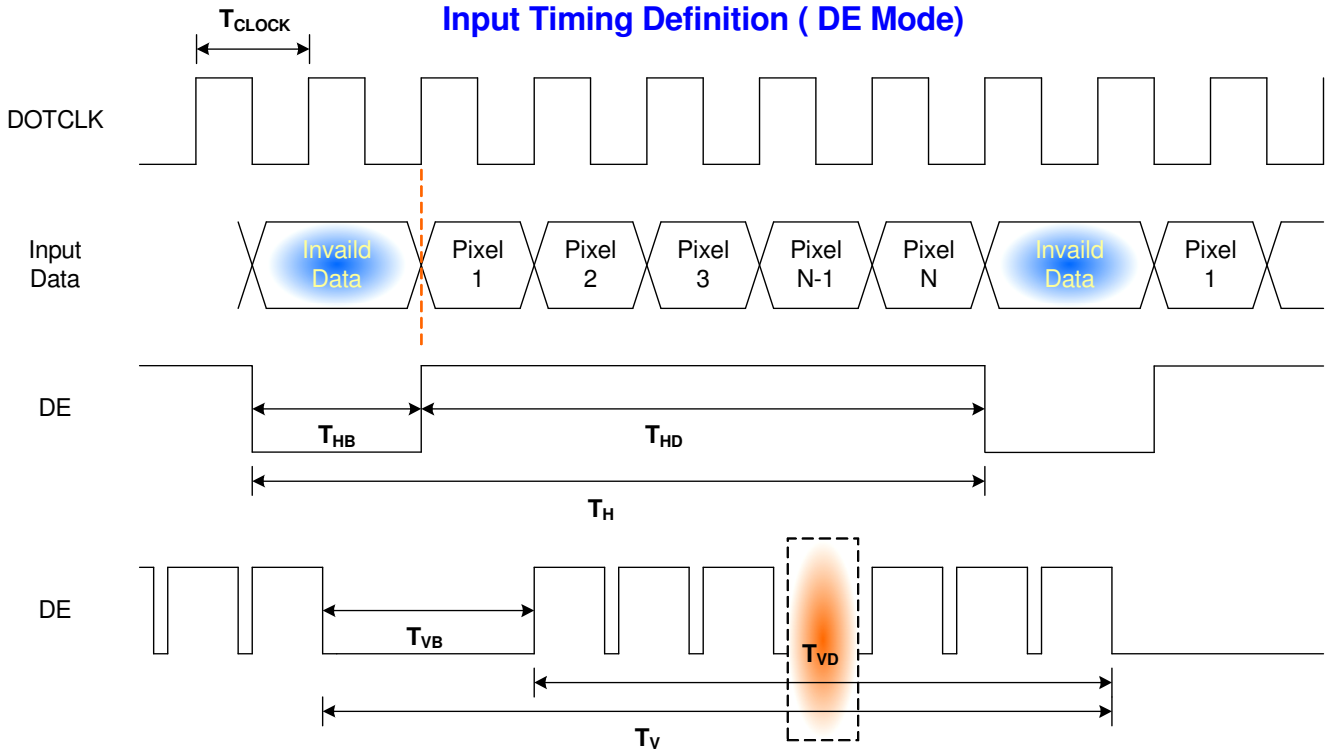 Input Timing Definition ( DE Mode)
TCLOCK
DOTCLK
Input
Data
Invaild
Data
Pixel
1
Pixel
2
Pixel
3
Pixel
N-1
Pixel
N
Invaild
Data
Pixel
1
DE
THB
THD
TH
DE
TVB
TVD
TV